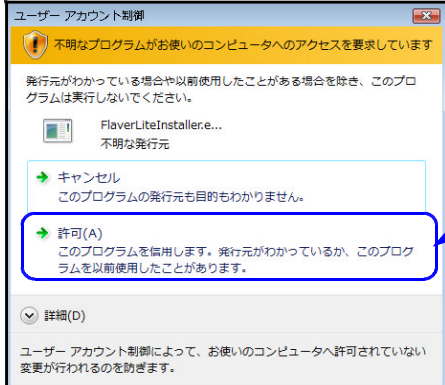 ユーザー アカウント制御
不明なプログラムがお使いのコンピュータへのアクセスを要求しています
発行元がわかっている場合や以前使用したことがある場合を除き、このプロ
グラムは実行しないでください。
FlaverLiteInstaller.e...
不明な発行元
キャンセル
このプログラムの発行元も目的もわかりません。
許可(A)
このプログラムを信用します。発行元がわかっているか、このプログ
ラムを以前使用したことがあります。
詳細(D)
ユーザー アカウント制御によって、お使いのコンピュータへ許可されていない
変更が行われるのを防ぎます。